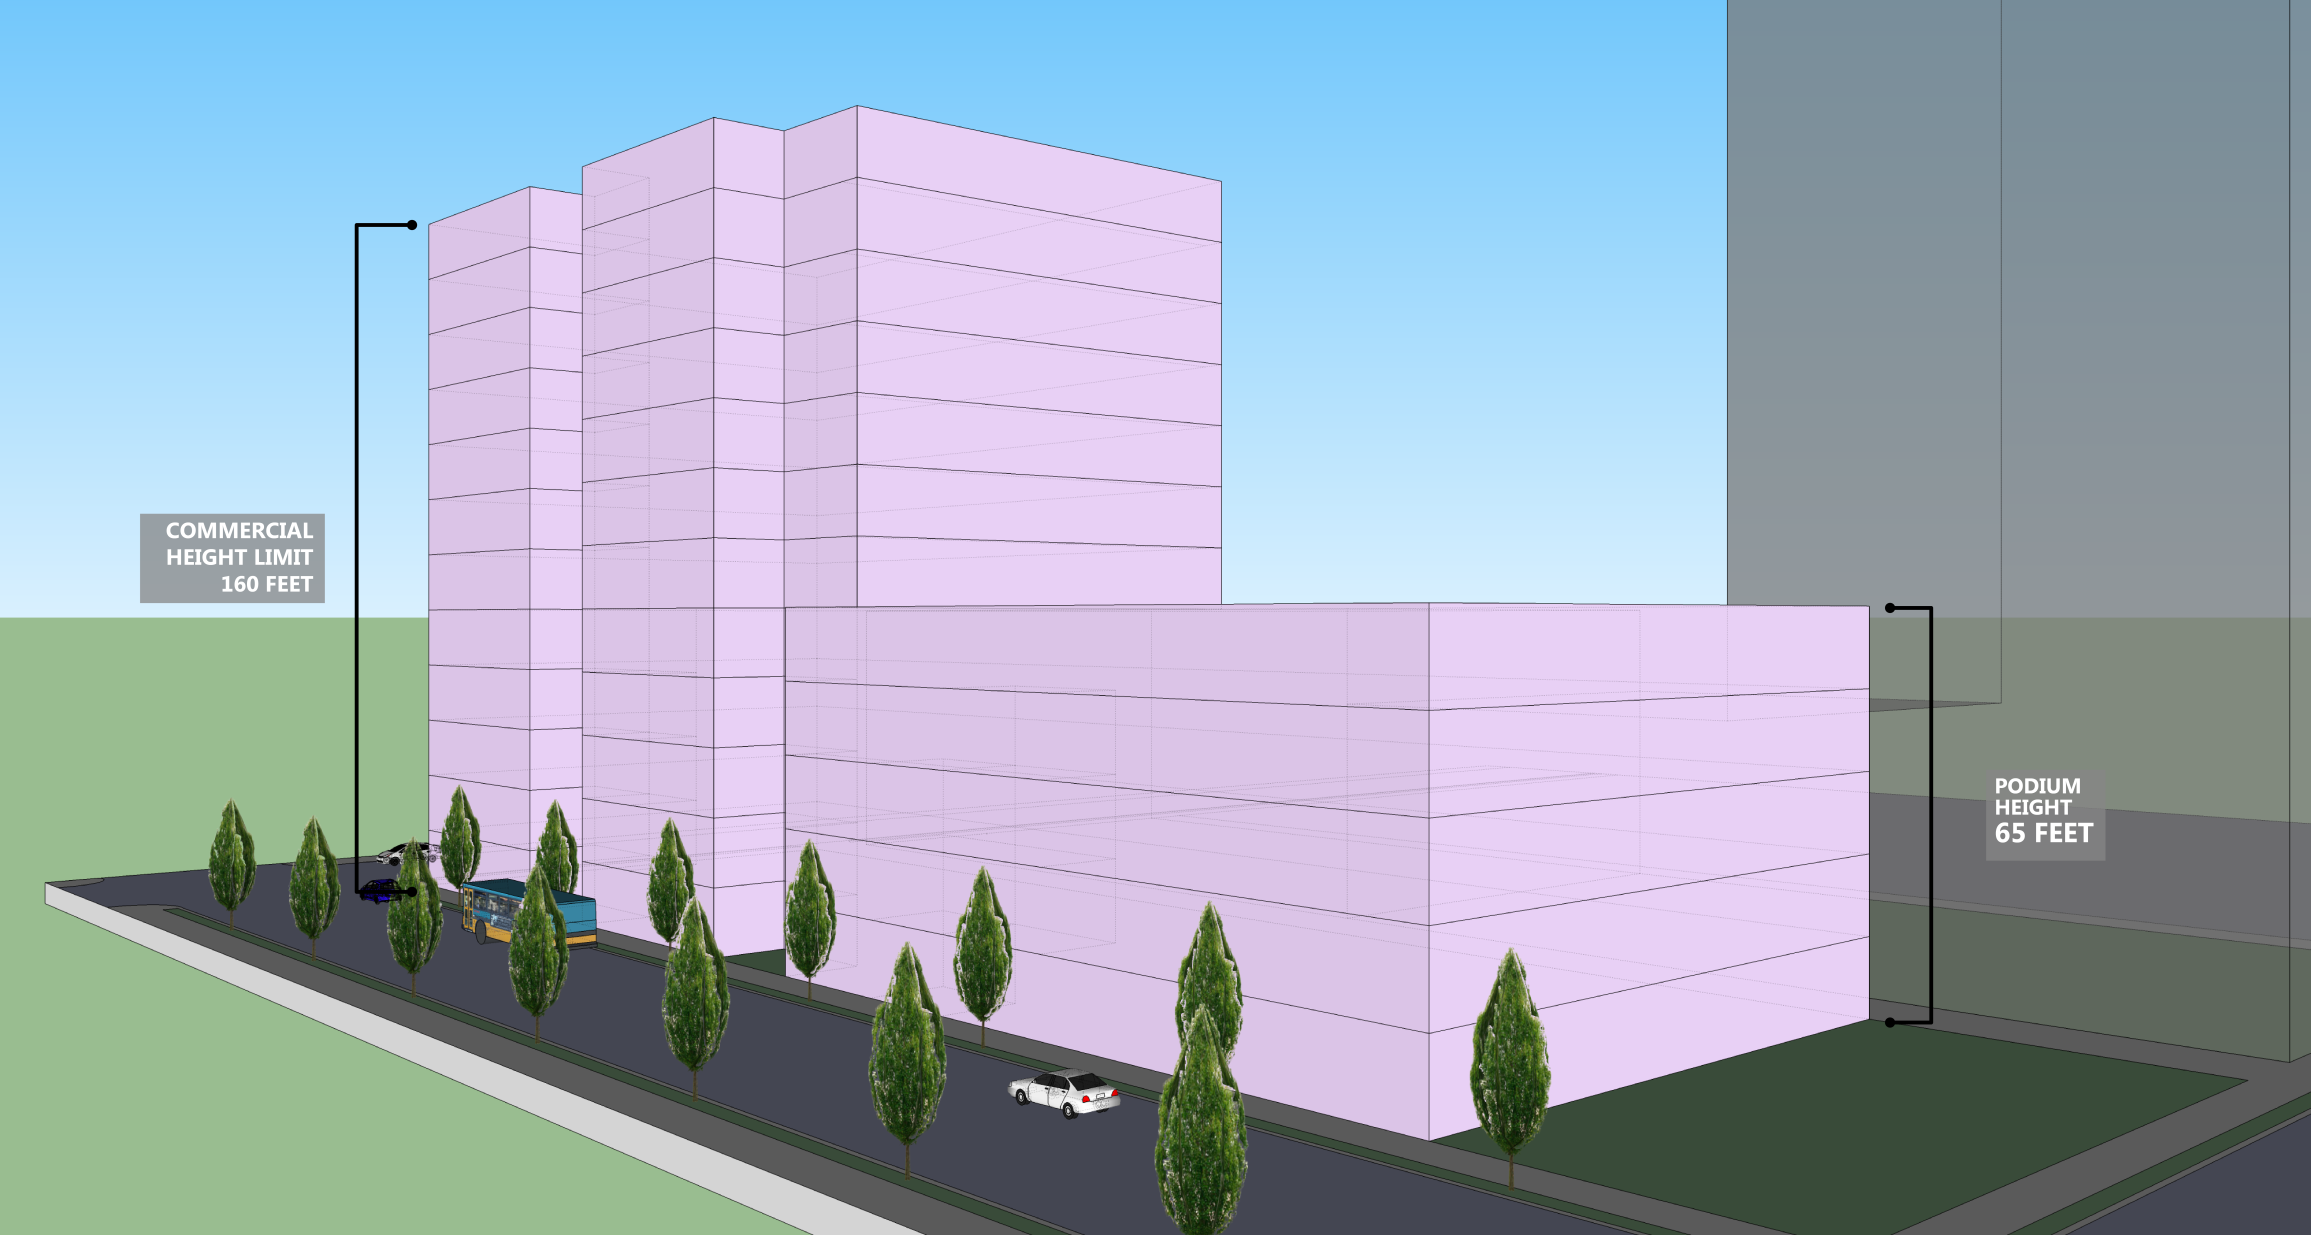 COMMERCIAL
HEIGHT LIMIT
160 FEET
PODIUM
HEIGHT
65 FEET